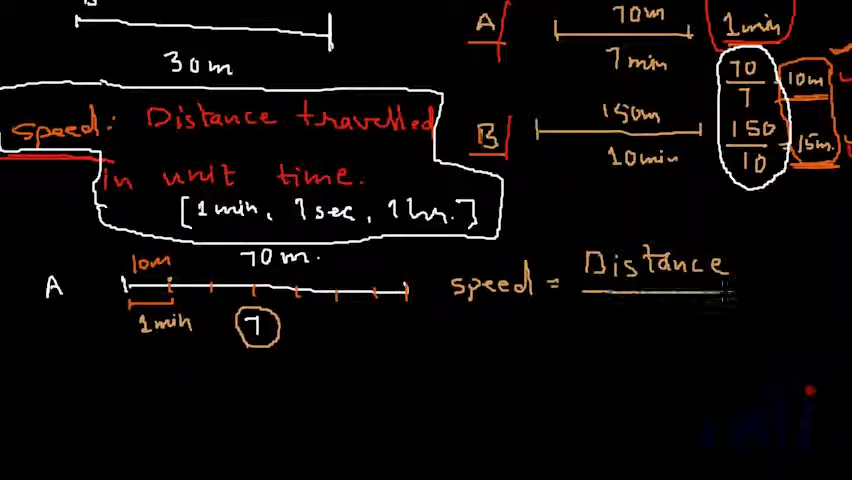 30m
speed: Distance travelled
in unit time.
[1min, 1sec, 1hr.]
A 70m 1min
7min
70/7 = 10m
B 150m
10min
150/10 = 15m.
10m 70m.
A
1min 7
speed = Distance